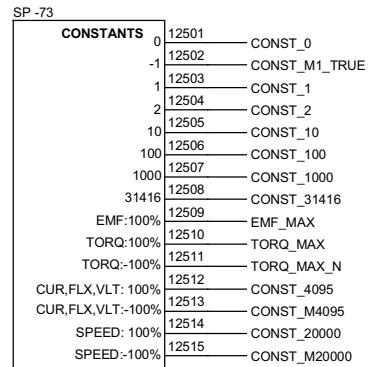 SP -73
CONSTANTS
0 12501 CONST_0
-1 12502 CONST_M1_TRUE
1 12503 CONST_1
2 12504 CONST_2
10 12505 CONST_10
100 12506 CONST_100
1000 12507 CONST_1000
31416 12508 CONST_31416
EMF:100% 12509 EMF_MAX
TORQ:100% 12510 TORQ_MAX
TORQ:-100% 12511 TORQ_MAX_N
CUR,FLX,VLT: 100% 12512 CONST_4095
CUR,FLX,VLT:-100% 12513 CONST_M4095
SPEED: 100% 12514 CONST_20000
SPEED:-100% 12515 CONST_M20000